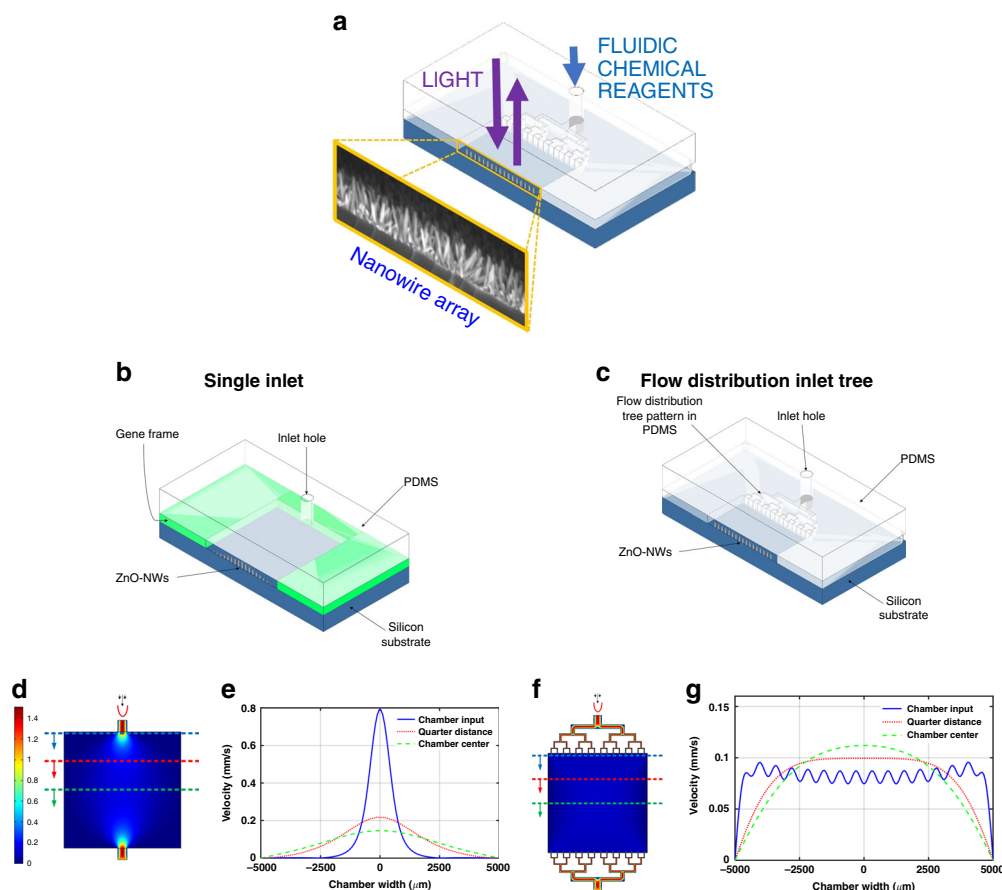 a
LIGHT
FLUIDIC
CHEMICAL
REAGENTS
Nanowire array
b
Single inlet
Gene frame
Inlet hole
PDMS
ZnO-NWs
Silicon
substrate
c
Flow distribution inlet tree
Flow distribution
tree pattern in
PDMS
Inlet hole
PDMS
ZnO-NWs
Silicon
substrate
d
1.4
1.2
1
0.8
0.6
0.4
0.2
0
e
Velocity (mm/s)
0.8
0.6
0.4
0.2
0
Chamber input
Quarter distance
Chamber center
−5000 −2500 0 2500 5000
Chamber width (μm)
f
g
Velocity (mm/s)
0.15
0.1
0.05
0
Chamber input
Quarter distance
Chamber center
−5000 −2500 0 2500 5000
Chamber width (μm)